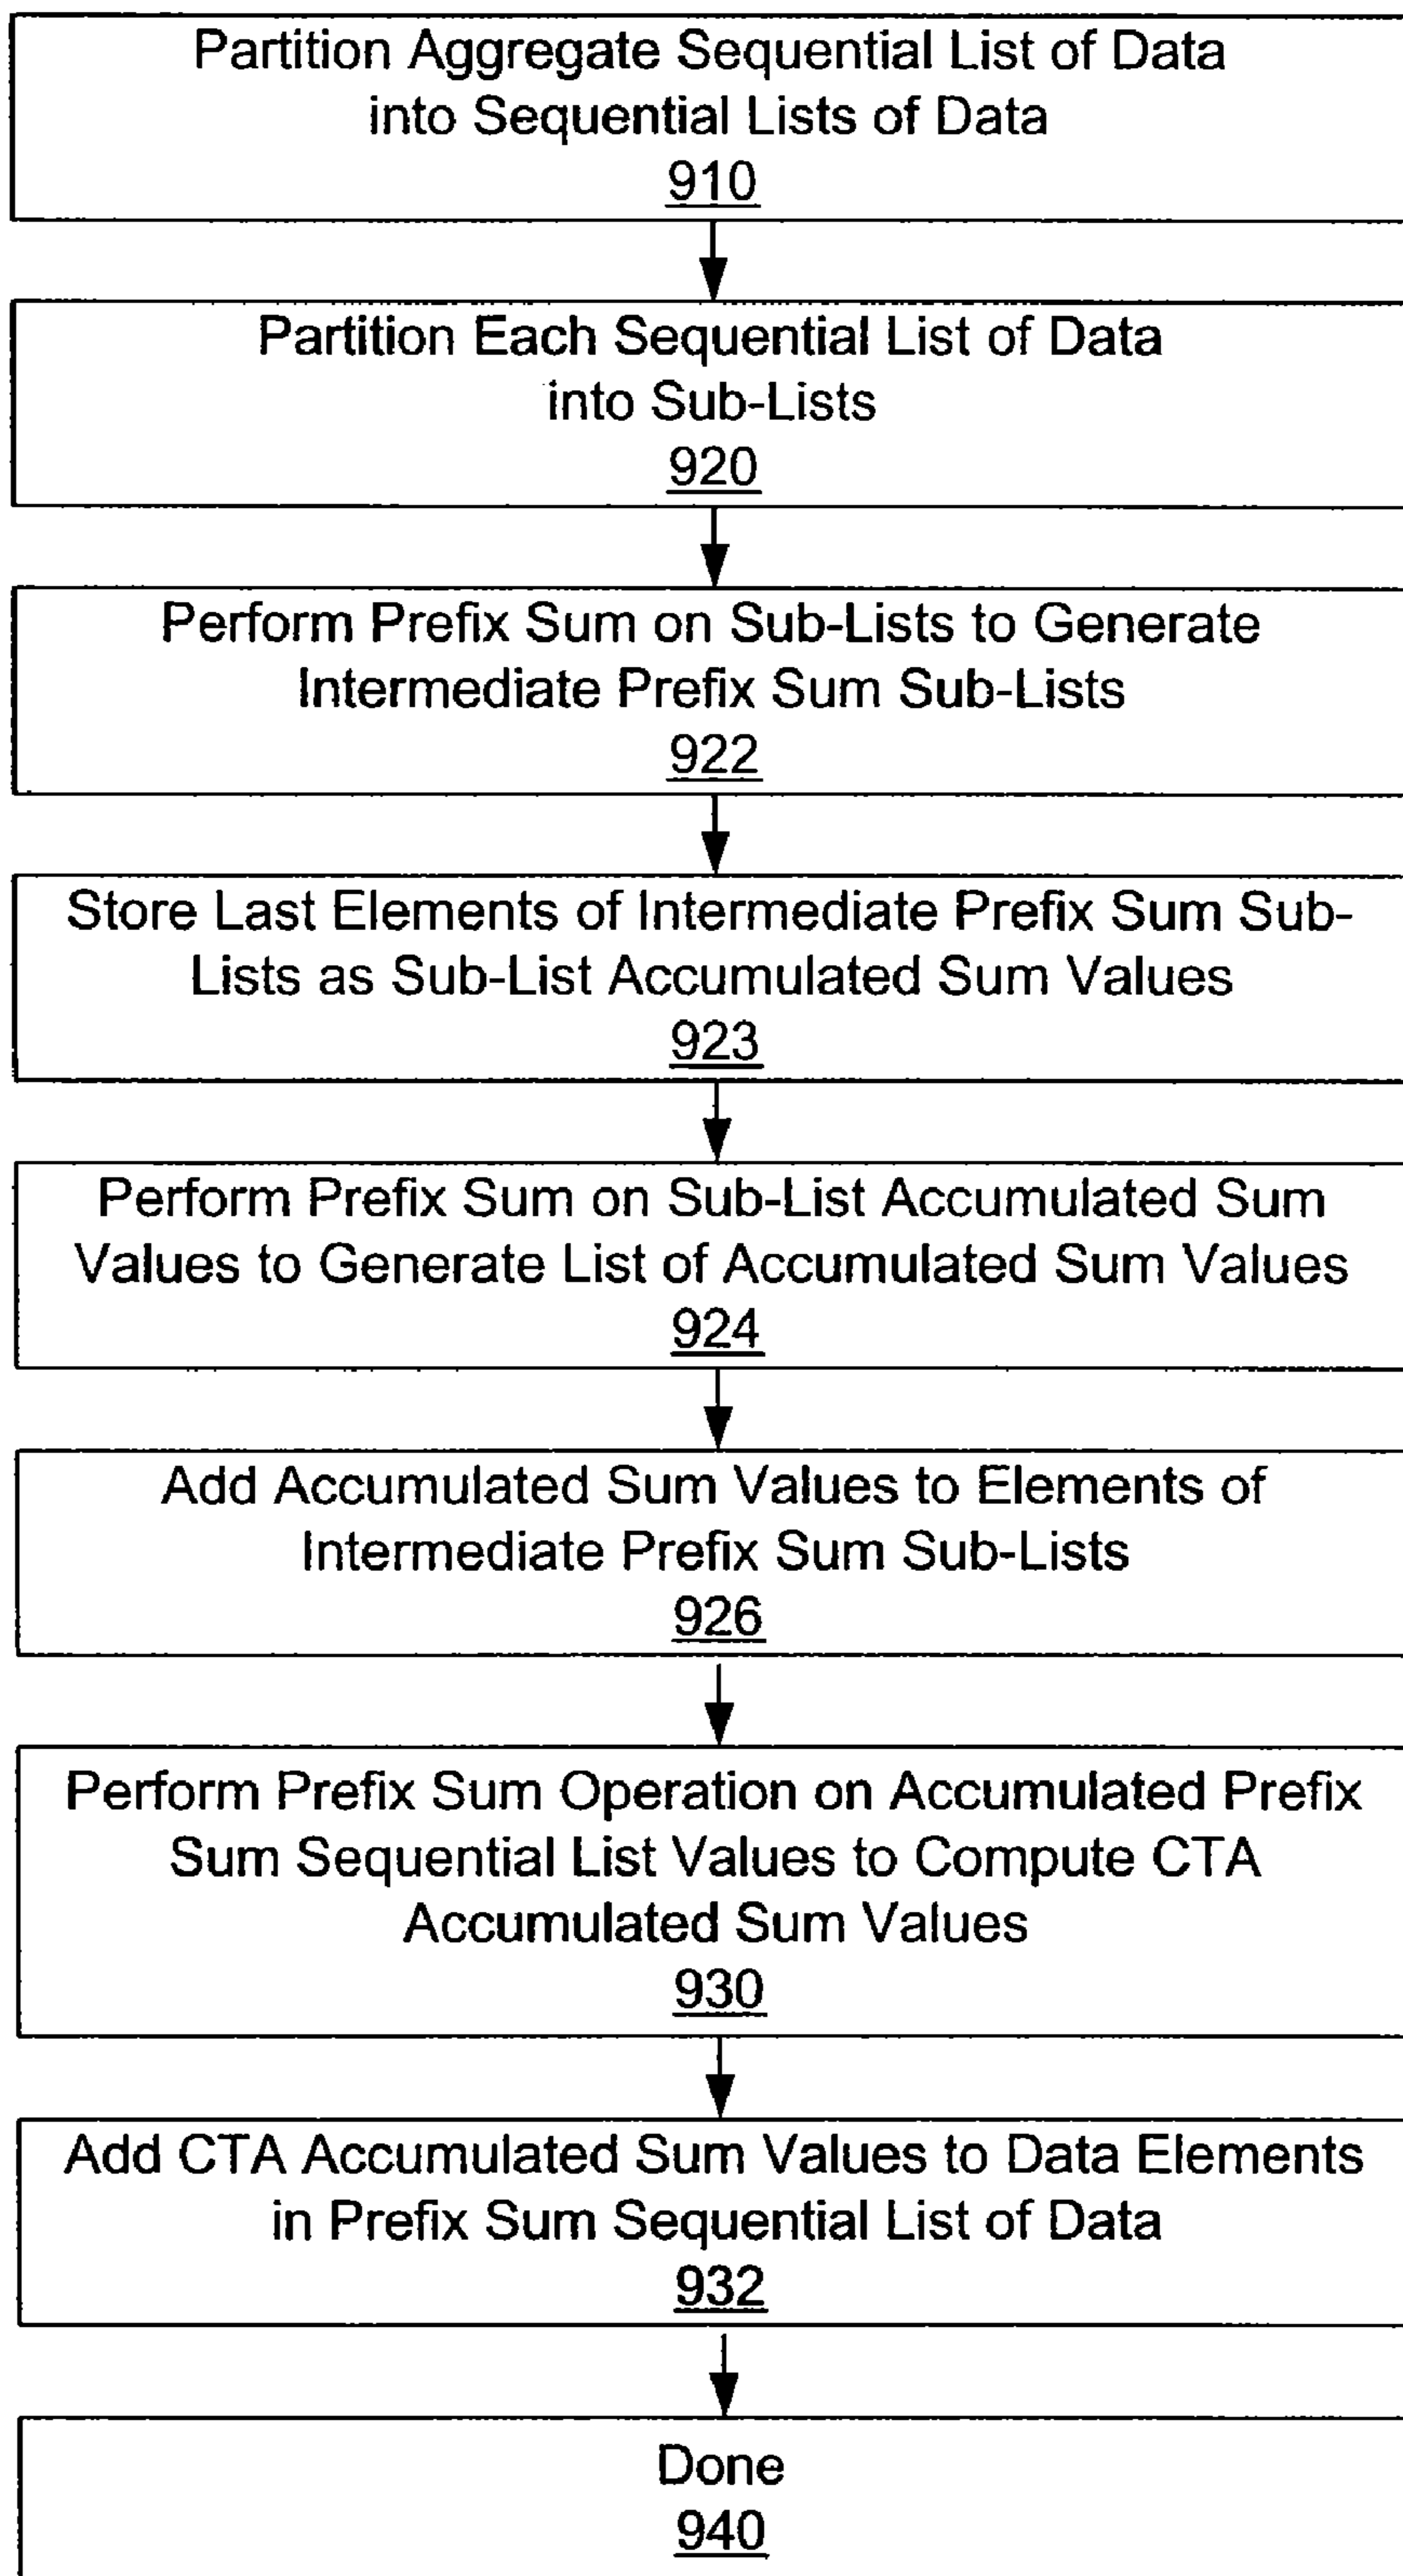 Partition Aggregate Sequential List of Data
into Sequential Lists of Data
910
Partition Each Sequential List of Data
into Sub-Lists
920
Perform Prefix Sum on Sub-Lists to Generate
Intermediate Prefix Sum Sub-Lists
922
Store Last Elements of Intermediate Prefix Sum Sub-
Lists as Sub-List Accumulated Sum Values
923
Perform Prefix Sum on Sub-List Accumulated Sum
Values to Generate List of Accumulated Sum Values
924
Add Accumulated Sum Values to Elements of
Intermediate Prefix Sum Sub-Lists
926
Perform Prefix Sum Operation on Accumulated Prefix
Sum Sequential List Values to Compute CTA
Accumulated Sum Values
930
Add CTA Accumulated Sum Values to Data Elements
in Prefix Sum Sequential List of Data
932
Done
940